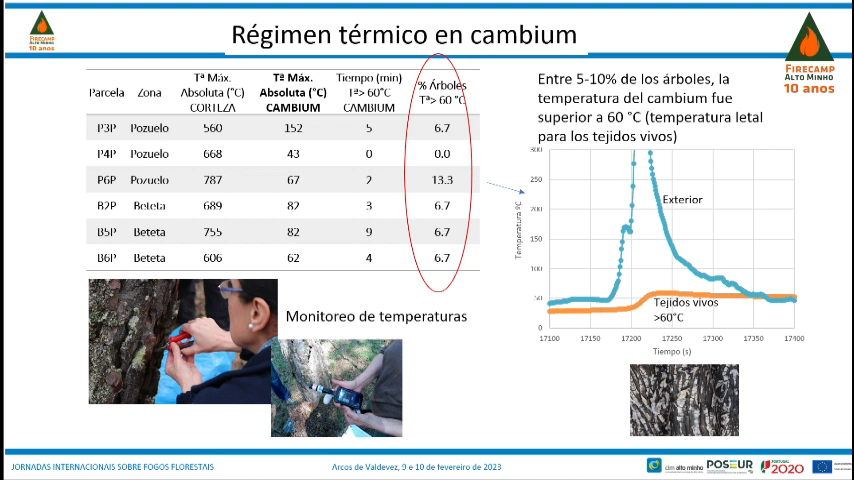 FIRECAMP
ALTO MINHO
10 anos
Régimen térmico en cambium
FIRECAMP
ALTO MINHO
10 anos
Parcela Zona Tª Máx. Absoluta (°C) CORTEZA Tª Máx. Absoluta (°C) CAMBIUM Tiempo (min) Tª> 60°C CAMBIUM % Árboles Tª> 60 °C
P3P Pozuelo 560 152 5 6.7
P4P Pozuelo 668 43 0 0.0
P6P Pozuelo 787 67 2 13.3
B2P Beteta 689 82 3 6.7
B5P Beteta 755 82 9 6.7
B6P Beteta 606 62 4 6.7
Entre 5-10% de los árboles, la
temperatura del cambium fue
superior a 60 °C (temperatura letal
para los tejidos vivos)
300
250
200
150
100
50
0
Temperatura ºC
Exterior
Tejidos vivos
>60°C
17100 17150 17200 17250 17300 17350 17400
Tiempo (s)
Monitoreo de temperaturas
JORNADAS INTERNACIONAIS SOBRE FOGOS FLORESTAIS
Arcos de Valdevez, 9 e 10 de fevereiro de 2023
cim alto minho
POSEUR
PORTUGAL
2020